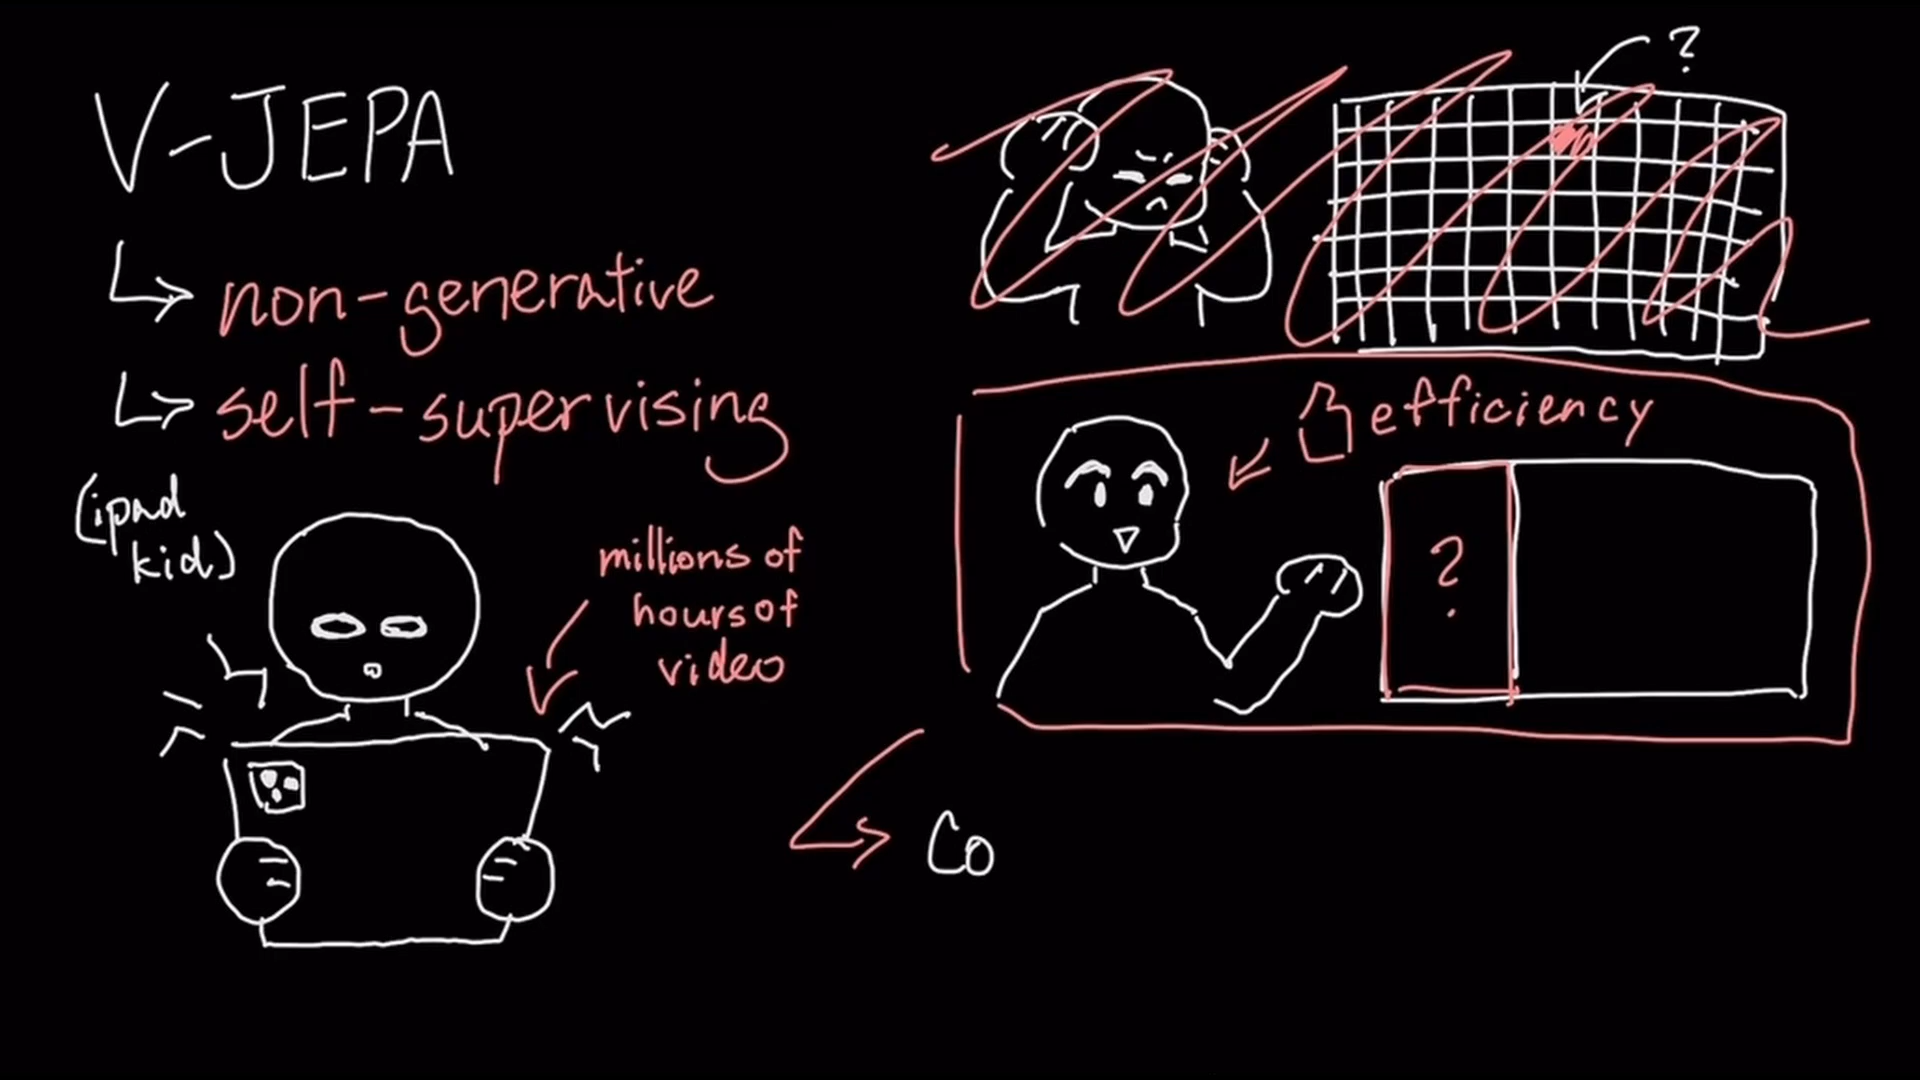 V-JEPA
non-generative
self-supervising
(ipad
kid)
millions of
hours of
video
?
efficiency
?
Co